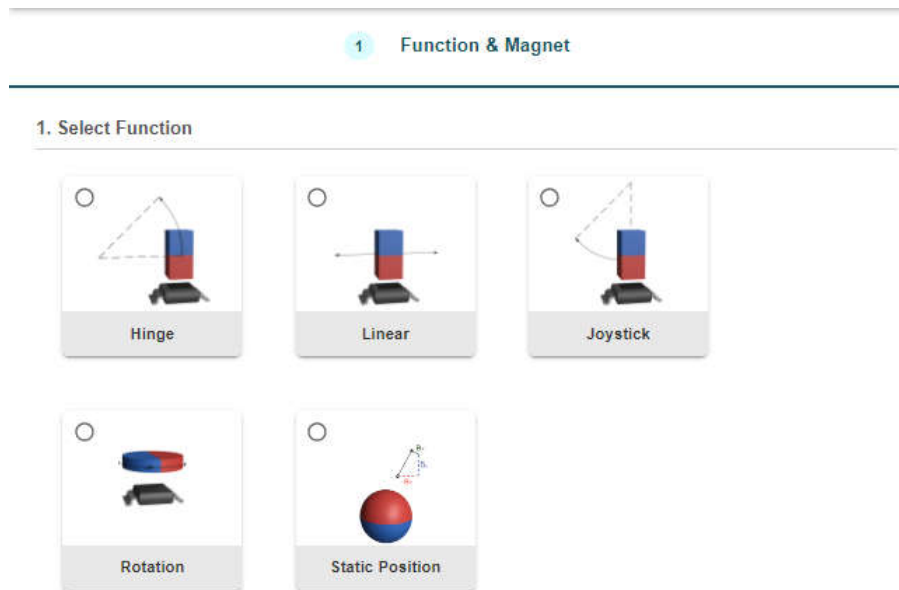 1 Function & Magnet
1. Select Function
Hinge
Linear
Joystick
Rotation
Static Position